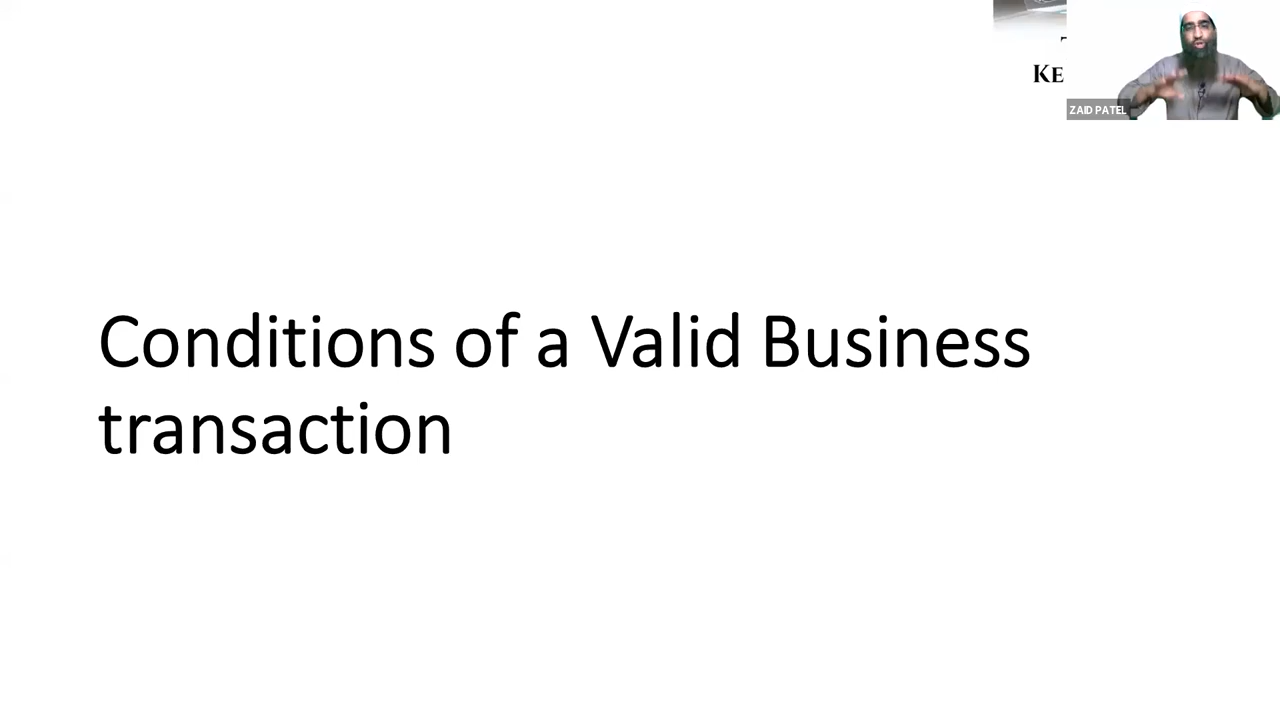 KE
ZAID PATEL
Conditions of a Valid Business
transaction